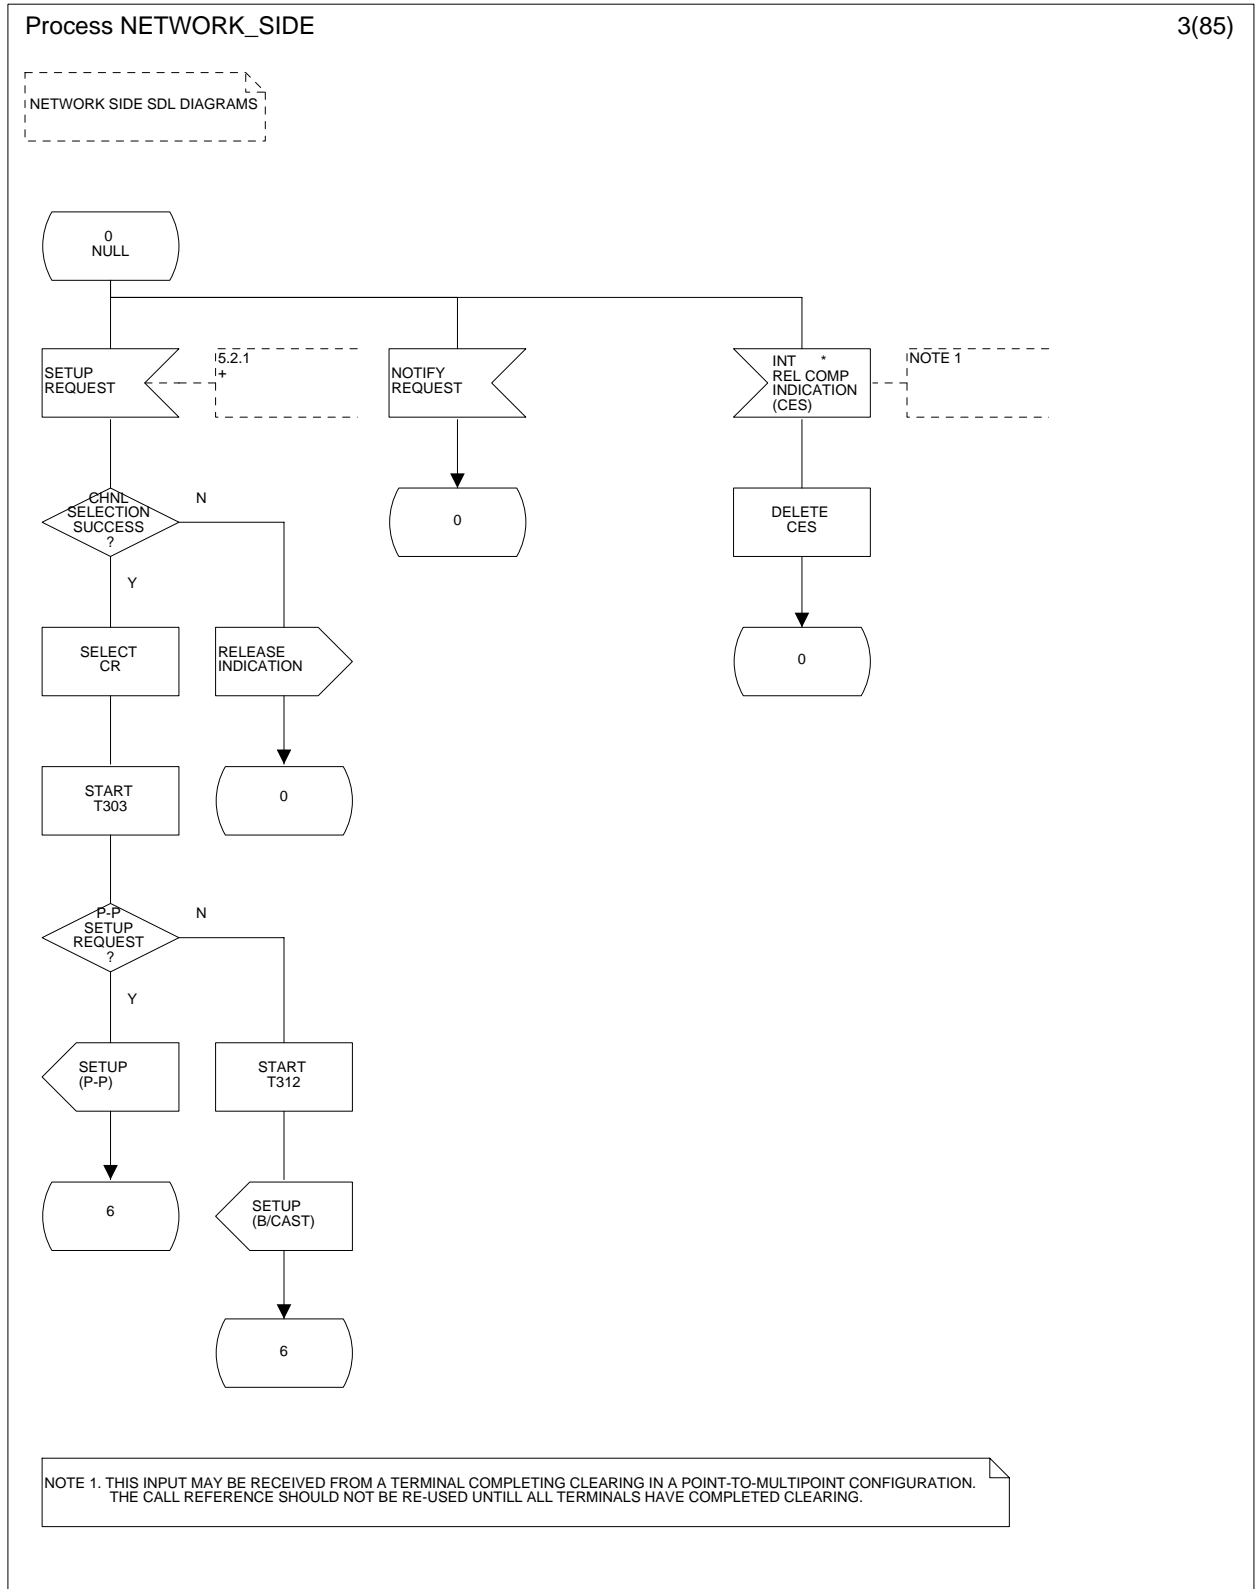 Process NETWORK_SIDE
3(85)
NETWORK SIDE SDL DIAGRAMS
0
NULL
SETUP
REQUEST
5.2.1
+
NOTIFY
REQUEST
INT *
REL COMP
INDICATION
(CES)
NOTE 1
CHNL
SELECTION
SUCCESS
?
N
Y
0
DELETE
CES
SELECT
CR
RELEASE
INDICATION
0
START
T303
0
P-P
SETUP
REQUEST
?
N
Y
SETUP
(P-P)
START
T312
6
SETUP
(B/CAST)
6
NOTE 1. THIS INPUT MAY BE RECEIVED FROM A TERMINAL COMPLETING CLEARING IN A POINT-TO-MULTIPOINT CONFIGURATION.
THE CALL REFERENCE SHOULD NOT BE RE-USED UNTILL ALL TERMINALS HAVE COMPLETED CLEARING.